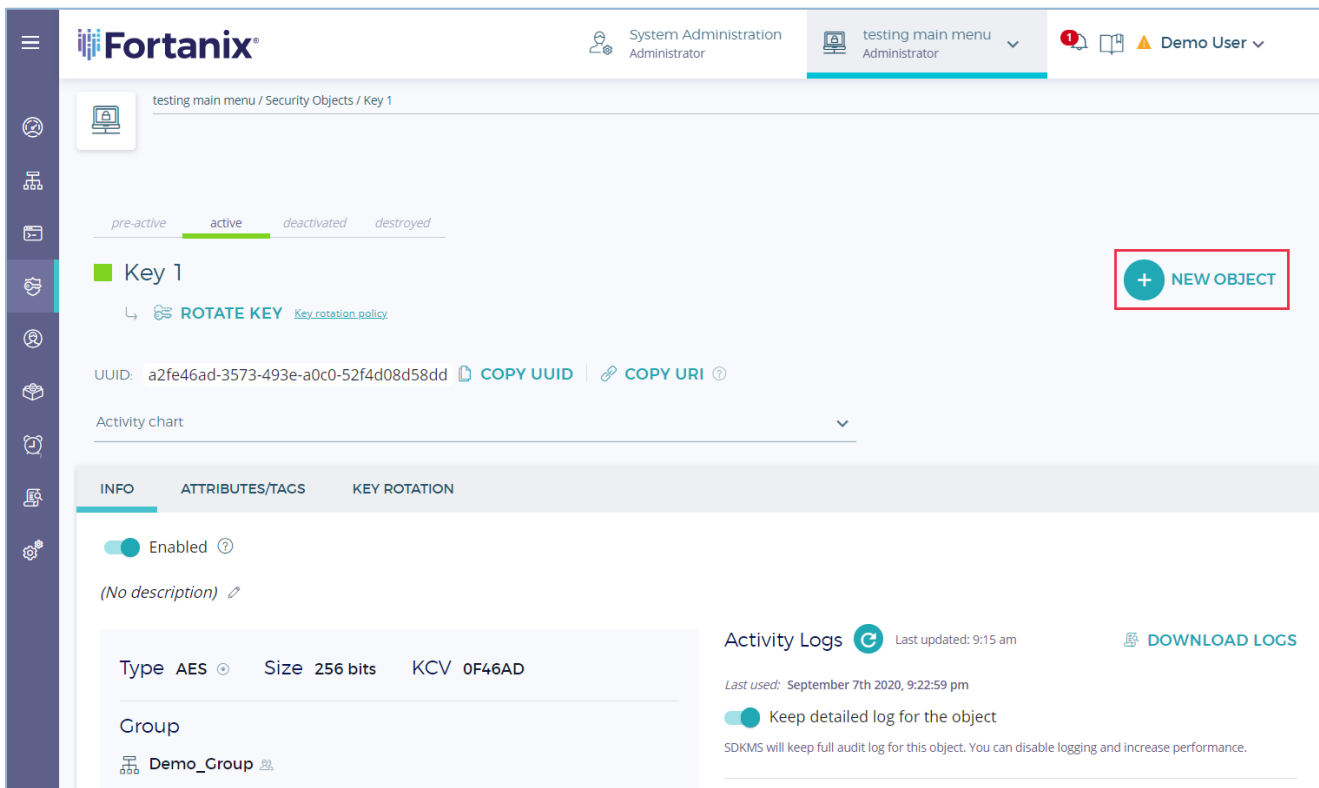 Fortanix®
System Administration
Administrator
testing main menu
Administrator
1
Demo User
testing main menu / Security Objects / Key 1
pre-active active deactivated destroyed
Key 1
+ NEW OBJECT
ROTATE KEY Key rotation policy
UUID: a2fe46ad-3573-493e-a0c0-52f4d08d58dd COPY UUID COPY URI ?
Activity chart
INFO ATTRIBUTES/TAGS KEY ROTATION
Enabled ?
(No description)
Type AES Size 256 bits KCV 0F46AD
Group
Demo_Group
Activity Logs Last updated: 9:15 am DOWNLOAD LOGS
Last used: September 7th 2020, 9:22:59 pm
Keep detailed log for the object
SDKMS will keep full audit log for this object. You can disable logging and increase performance.